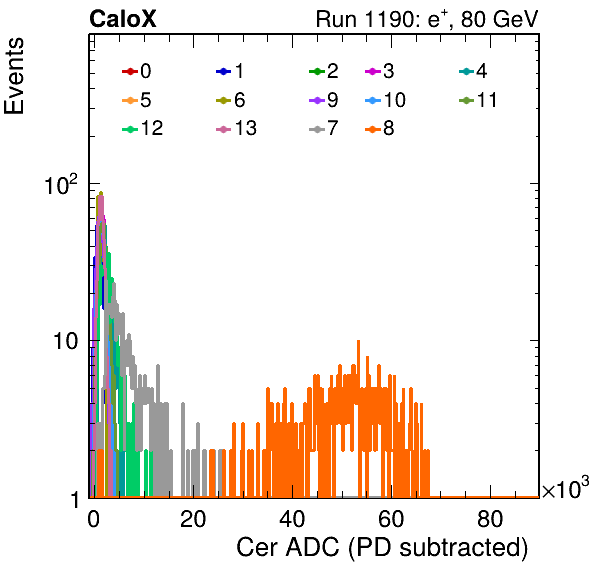 CaloX Run 1190: e⁺, 80 GeV
Events
0 1 2 3 4
5 6 9 10 11
12 13 7 8
10²
10
1
0 20 40 60 80 ×10³
Cer ADC (PD subtracted)